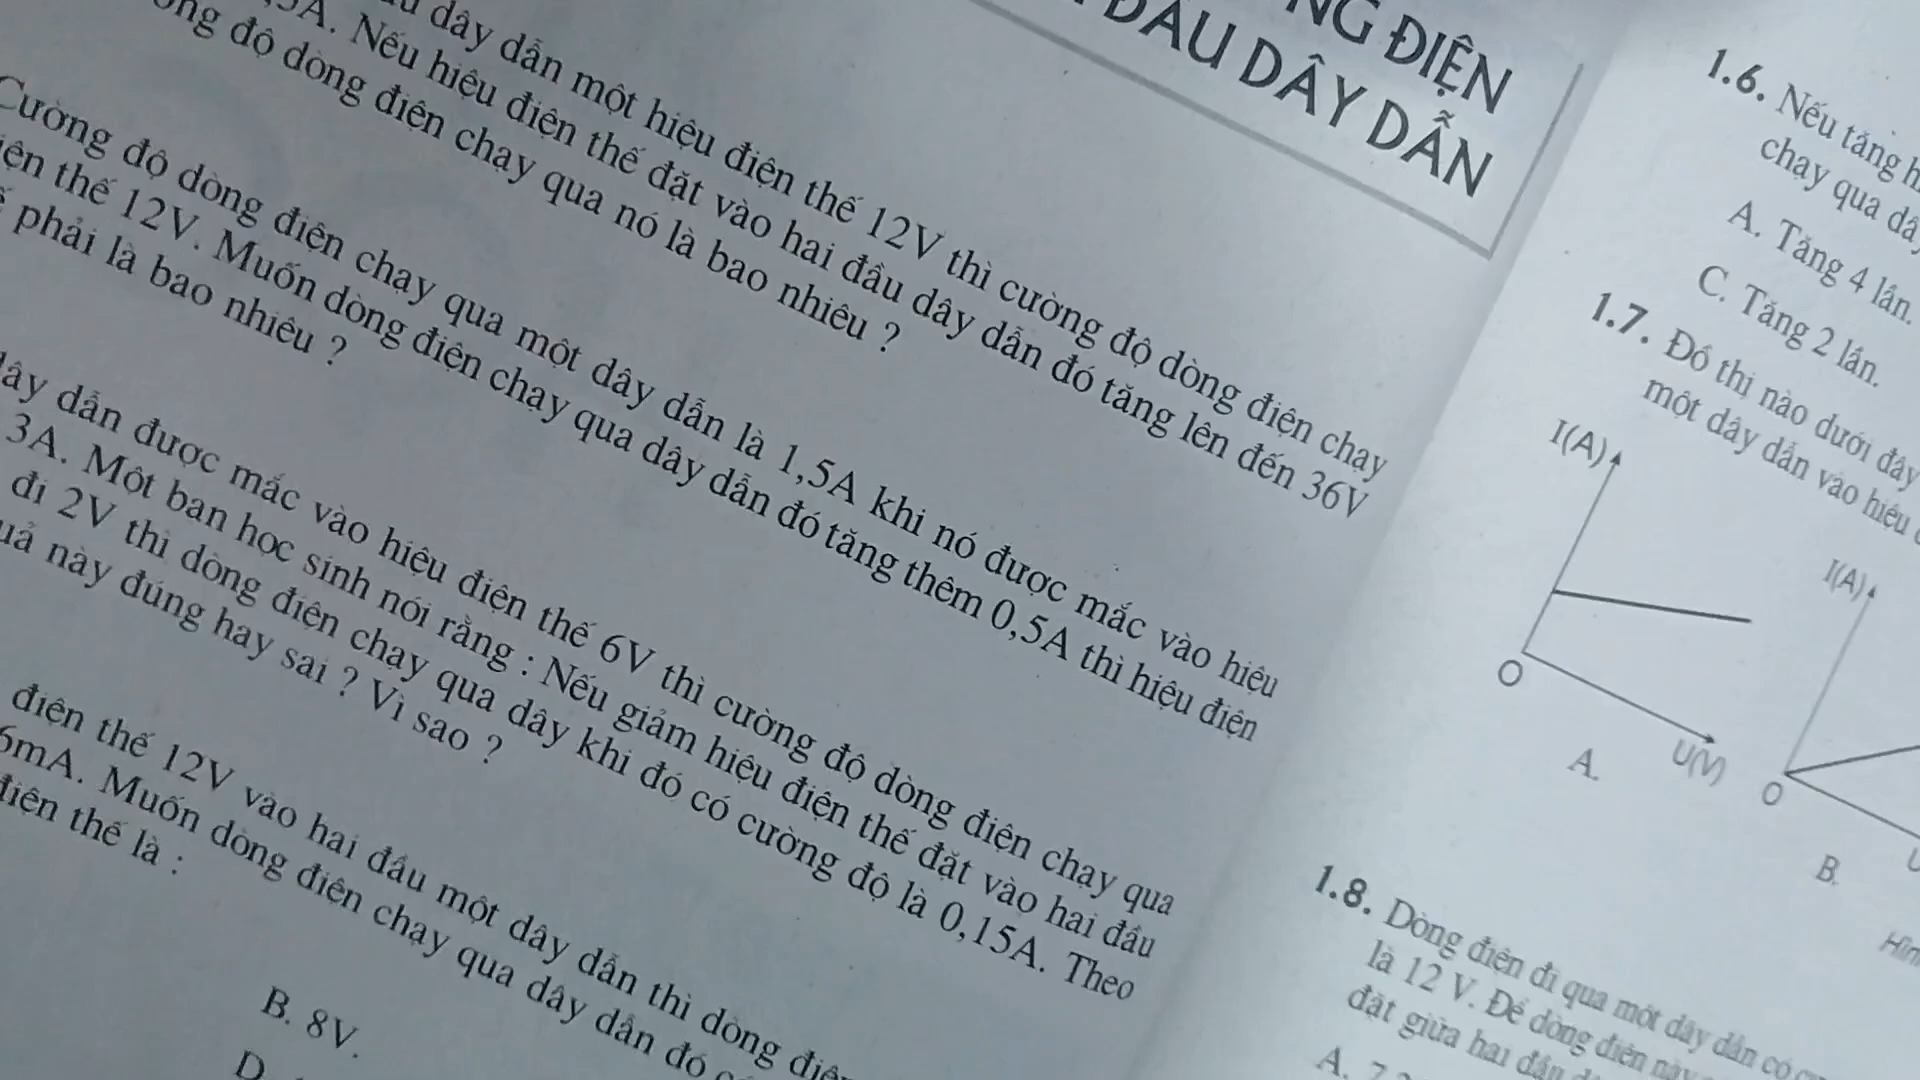 NG ĐIỆN
ĐẦU DÂY DẪN
dây dẫn một hiệu điện thế 12V thì cường độ dòng điện chạy
5A. Nếu hiệu điện thế đặt vào hai đầu dây dẫn đó tăng lên đến 36V
độ dòng điện chạy qua nó là bao nhiêu ?
Cường độ dòng điện chạy qua một dây dẫn là 1,5A khi nó được mắc vào hiệu
thế 12V. Muốn dòng điện chạy qua dây dẫn đó tăng thêm 0,5A thì hiệu điện
phải là bao nhiêu ?
dây dẫn được mắc vào hiệu điện thế 6V thì cường độ dòng điện chạy qua
3A. Một bạn học sinh nói rằng : Nếu giảm hiệu điện thế đặt vào hai đầu
đi 2V thì dòng điện chạy qua dây khi đó có cường độ là 0,15A. Theo
này đúng hay sai ? Vì sao ?
điện thế 12V vào hai đầu một dây dẫn thì dòng
6mA. Muốn dòng điện chạy qua dây dẫn đó
điện thế là :
B. 8V.
D.
1.6. Nếu tăng
chạy qua
A. Tăng 4 lần.
C. Tăng 2 lần.
1.7. Đồ thị nào dưới đây
một dây dẫn vào hiệu
I(A)
O
U(V)
A.
I(A)
O
B.
1.8. Dòng điện đi qua một dây dẫn có
là 12 V. Để dòng điện này
đặt giữa hai đầu
A.